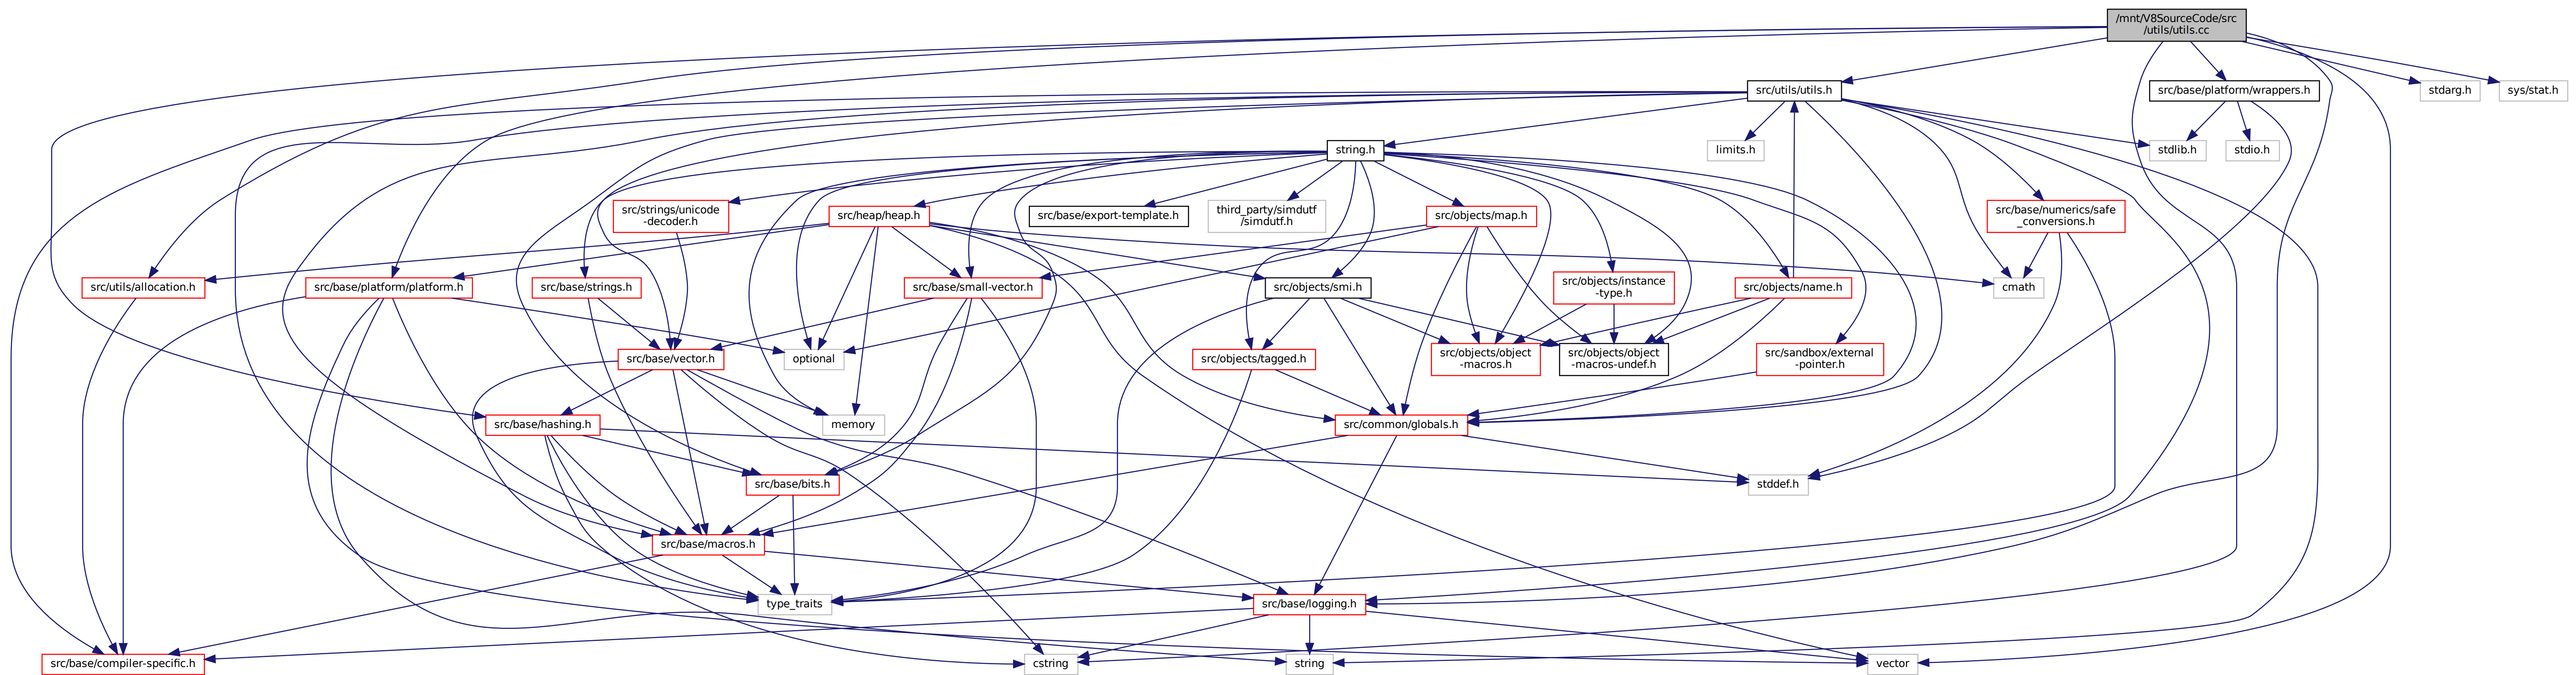 /mnt/V8SourceCode/src
/utils/utils.cc
src/utils/utils.h
src/base/platform/wrappers.h
stdarg.h
sys/stat.h
string.h
limits.h
stdlib.h
stdio.h
src/strings/unicode
-decoder.h
src/heap/heap.h
src/base/export-template.h
third_party/simdutf
/simdutf.h
src/objects/map.h
src/base/numerics/safe
_conversions.h
src/utils/allocation.h
src/base/platform/platform.h
src/base/strings.h
src/base/small-vector.h
src/objects/smi.h
src/objects/instance
-type.h
src/objects/name.h
cmath
src/base/vector.h
optional
src/objects/tagged.h
src/objects/object
-macros.h
src/objects/object
-macros-undef.h
src/sandbox/external
-pointer.h
src/base/hashing.h
memory
src/common/globals.h
src/base/bits.h
stddef.h
src/base/macros.h
type_traits
src/base/logging.h
src/base/compiler-specific.h
cstring
string
vector